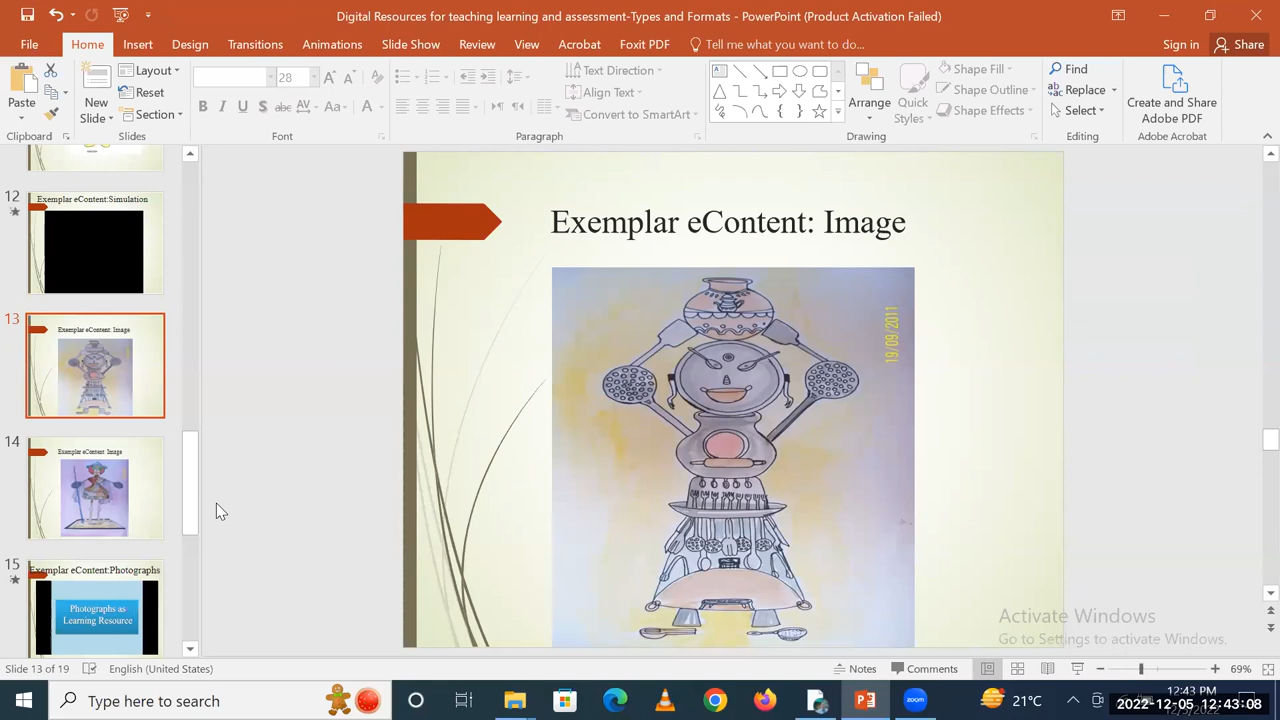 Digital Resources for teaching learning and assessment-Types and Formats - PowerPoint (Product Activation Failed)
File Home Insert Design Transitions Animations Slide Show Review View Acrobat Foxit PDF Tell me what you want to do... Sign in Share
Paste
New Slide
Layout
Reset
Section
28
B I U S abc AV Aa A
Text Direction
Align Text
Convert to SmartArt
Arrange
Quick Styles
Shape Fill
Shape Outline
Shape Effects
Find
Replace
Select
Create and Share Adobe PDF
Clipboard Slides Font Paragraph Drawing Editing Adobe Acrobat
12
Exemplar eContent:Simulation
13
Exemplar eContent: Image
14
Exemplar eContent: Image
15
Exemplar eContent:Photographs
Photographs as
Learning Resource
Exemplar eContent: Image
19/09/2011
Activate Windows
Go to Settings to activate Windows.
Slide 13 of 19 English (United States) Notes Comments 69%
Type here to search
zoom
21°C
12:43 PM
2022-12-05 12:43:08